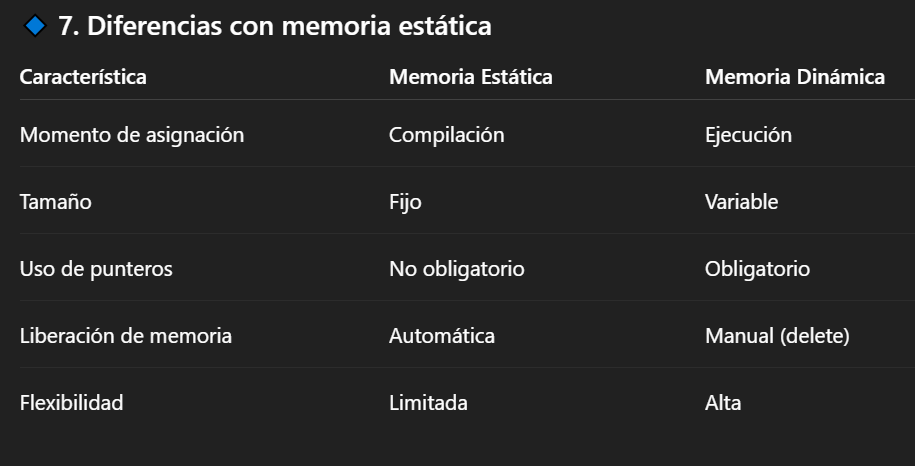 7. Diferencias con memoria estática
Característica Memoria Estática Memoria Dinámica
Momento de asignación Compilación Ejecución
Tamaño Fijo Variable
Uso de punteros No obligatorio Obligatorio
Liberación de memoria Automática Manual (delete)
Flexibilidad Limitada Alta